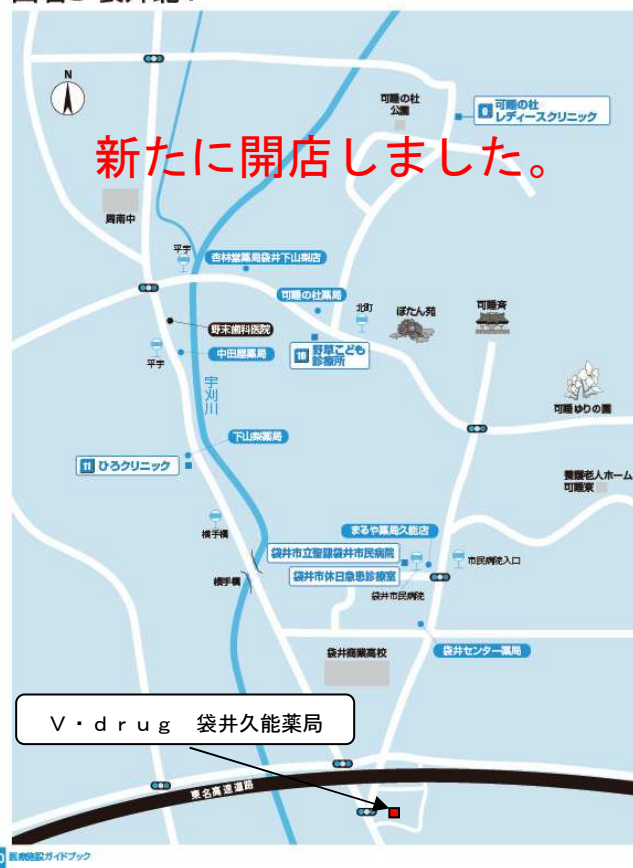 N
可睡の杜
公園
9 可睡の杜
レディースクリニック
新たに開店しました。
周南中
平宇
杏林堂薬局袋井下山梨店
可睡の杜薬局
北町
ぼたん苑
可睡斎
野末歯科医院
10 野草こども
診療所
中田屋薬局
平宇
宇刈川
可睡ゆりの園
下山梨薬局
11 ひろクリニック
養護老人ホーム
可睡寮
横手橋
まるや薬局久能店
袋井市立聖隷袋井市民病院
市民病院入口
横手橋
袋井市休日急患診療室
袋井市民病院
袋井商業高校
袋井センター薬局
V・drug 袋井久能薬局
東名高速道路
医療施設ガイドブック